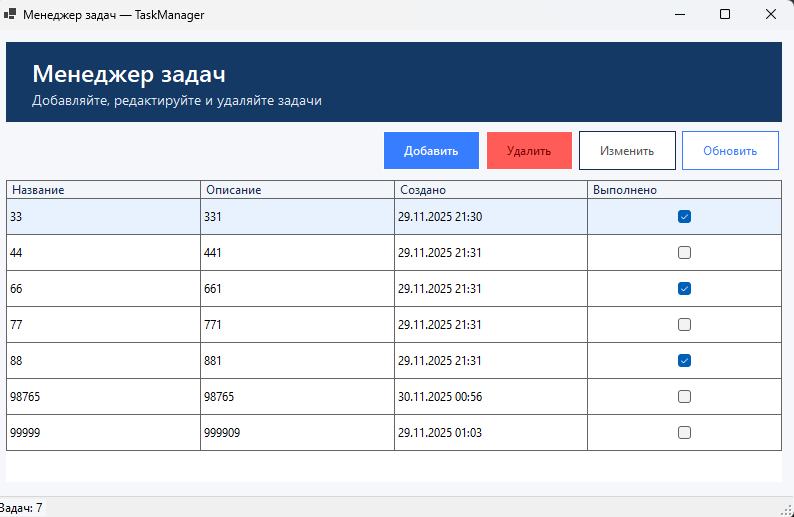 Менеджер задач — TaskManager
Менеджер задач
Добавляйте, редактируйте и удаляйте задачи
Добавить Удалить Изменить Обновить
Название Описание Создано Выполнено
33 331 29.11.2025 21:30
44 441 29.11.2025 21:31
66 661 29.11.2025 21:31
77 771 29.11.2025 21:31
88 881 29.11.2025 21:31
98765 98765 30.11.2025 00:56
99999 999909 29.11.2025 01:03
Задач: 7